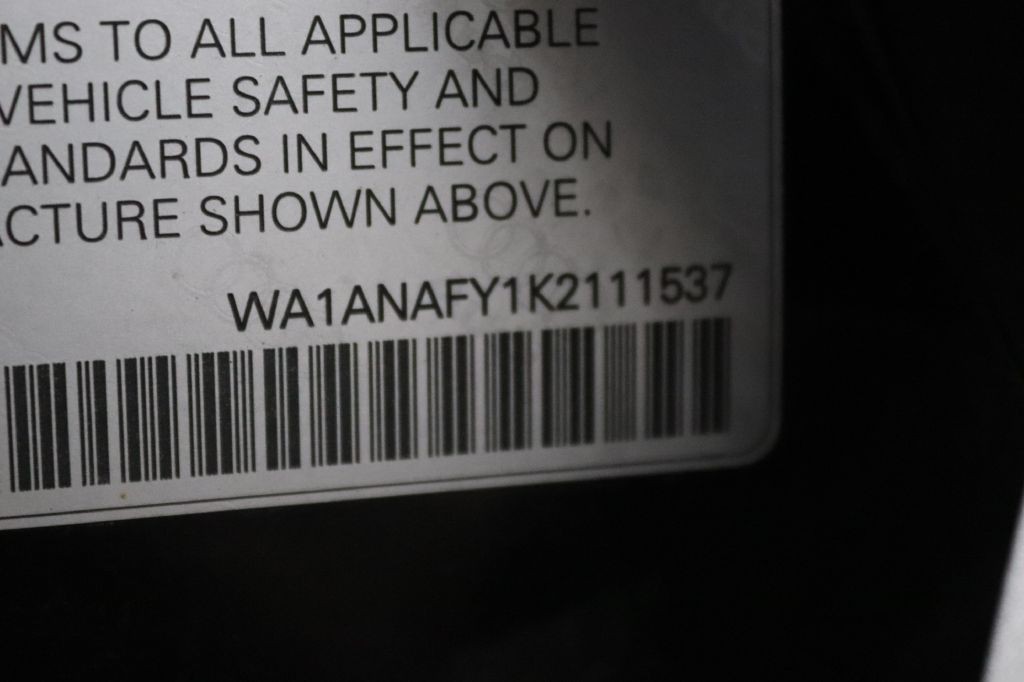 MS TO ALL APPLICABLE
VEHICLE SAFETY AND
ANDARDS IN EFFECT ON
CTURE SHOWN ABOVE.
WA1ANAFY1K2111537